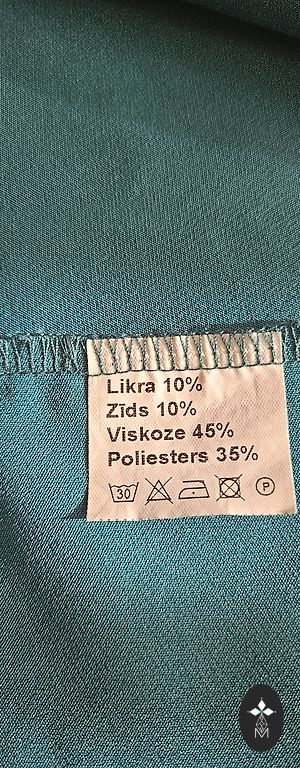 Likra 10%
Zīds 10%
Viskoze 45%
Poliesters 35%
30 P
M